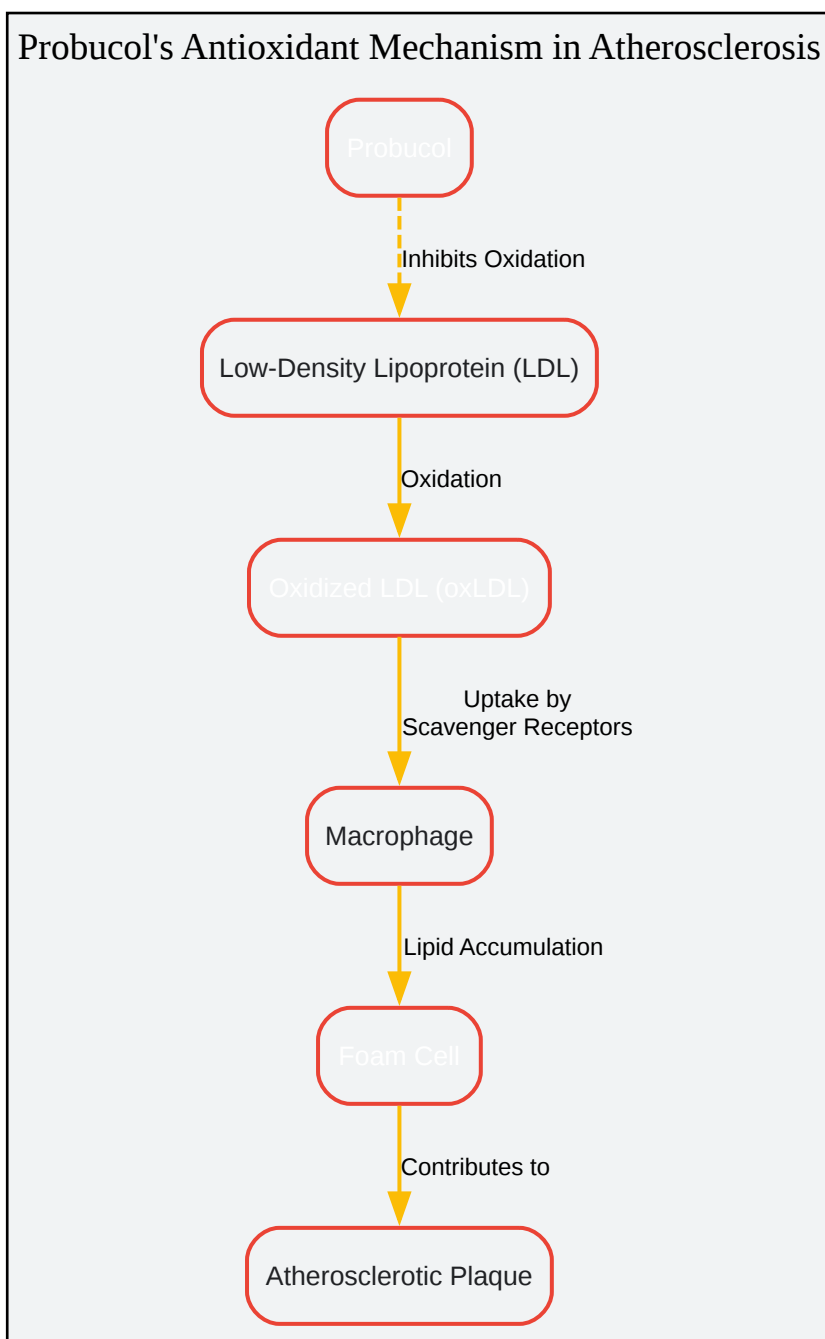 Probucol's Antioxidant Mechanism in Atherosclerosis
Probucol
Inhibits Oxidation
Low-Density Lipoprotein (LDL)
Oxidation
Oxidized LDL (oxLDL)
Uptake by
Scavenger Receptors
Macrophage
Lipid Accumulation
Foam Cell
Contributes to
Atherosclerotic Plaque